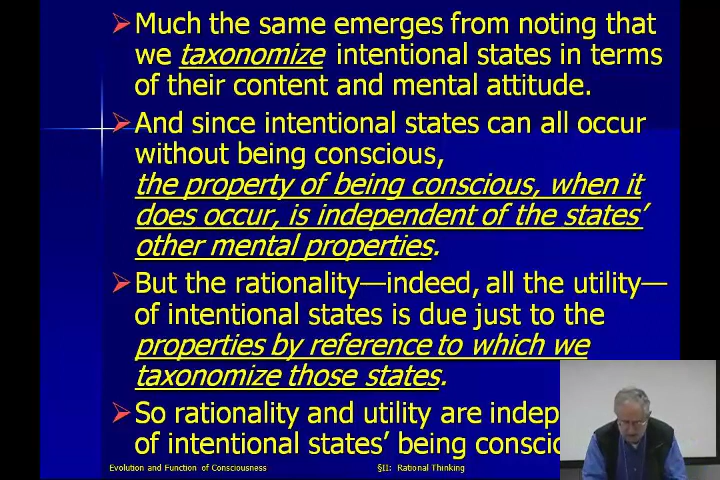 Much the same emerges from noting that
we taxonomize intentional states in terms
of their content and mental attitude.
And since intentional states can all occur
without being conscious,
the property of being conscious, when it
does occur, is independent of the states'
other mental properties.
But the rationality—indeed, all the utility—
of intentional states is due just to the
properties by reference to which we
taxonomize those states.
So rationality and utility are
of intentional states' being
Evolution and Function of Consciousness
§II: Rational Thinking